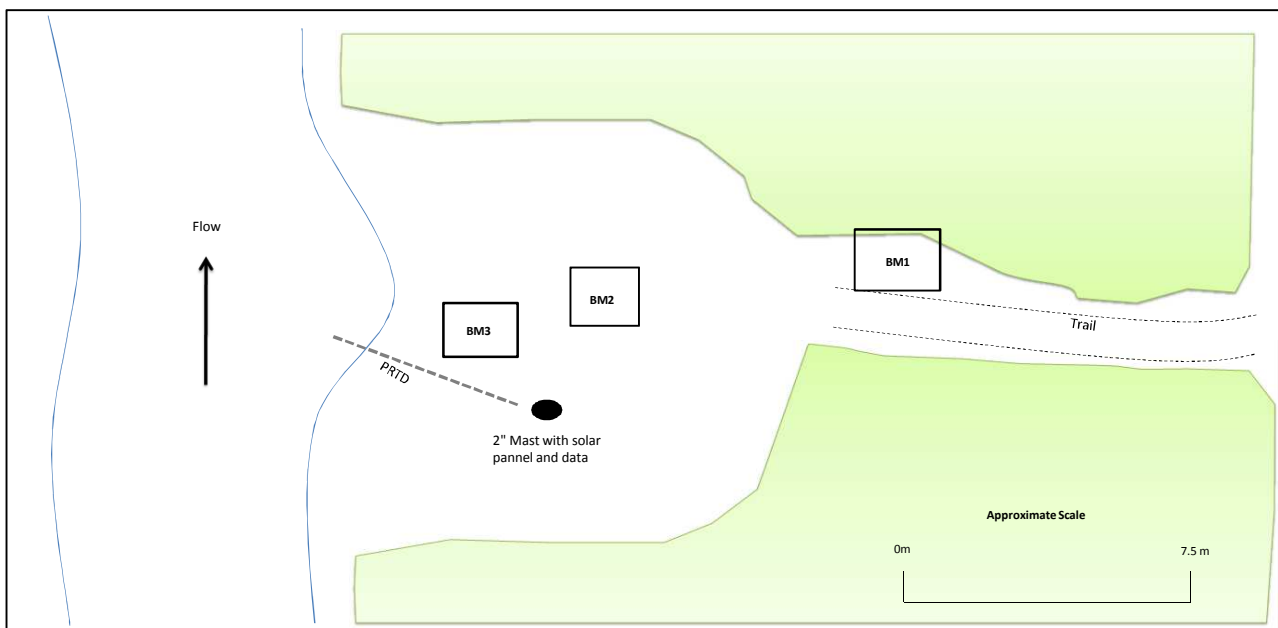 Flow
BM1
BM2
BM3
Trail
PRTD
2" Mast with solar
pannel and data
Approximate Scale
0m
7.5 m